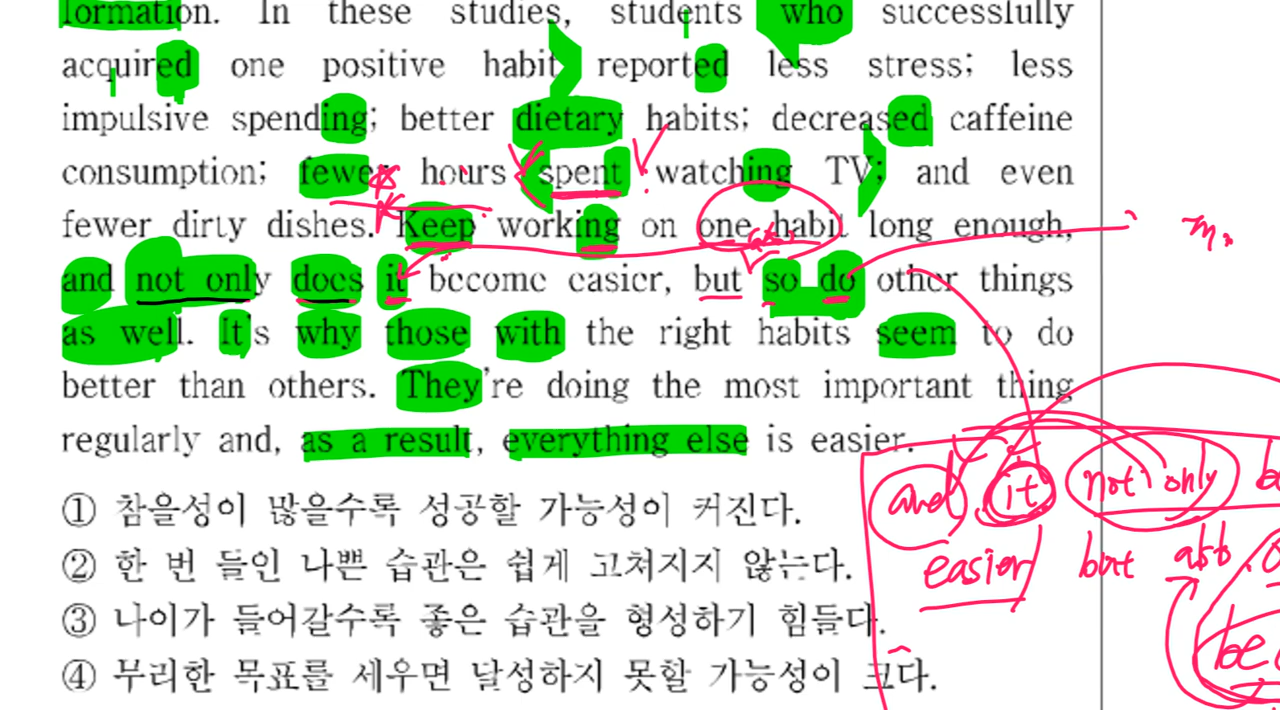 formation. In these studies, students who successfully
acquired one positive habit reported less stress; less
impulsive spending; better dietary habits; decreased caffeine
consumption; fewer hours spent watching TV; and even
fewer dirty dishes. Keep working on one habit long enough,
and not only does it become easier, but so do other things
as well. It's why those with the right habits seem to do
better than others. They're doing the most important thing
regularly and, as a result, everything else is easier.
① 참을성이 많을수록 성공할 가능성이 커진다.
② 한 번 들인 나쁜 습관은 쉽게 고쳐지지 않는다.
③ 나이가 들어갈수록 좋은 습관을 형성하기 힘들다.
④ 무리한 목표를 세우면 달성하지 못할 가능성이 크다.
and it not only
easier but